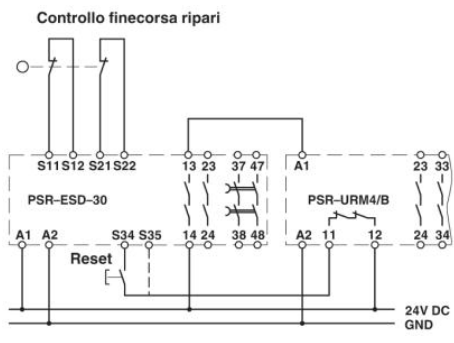 Controllo finecorsa ripari
S11 S12 S21 S22 13 23 37 47 A1 23 33
PSR–ESD–30 PSR–URM4/B
A1 A2 S34 S35 14 24 38 48 A2 11 12 24 34
Reset
24V DC
GND